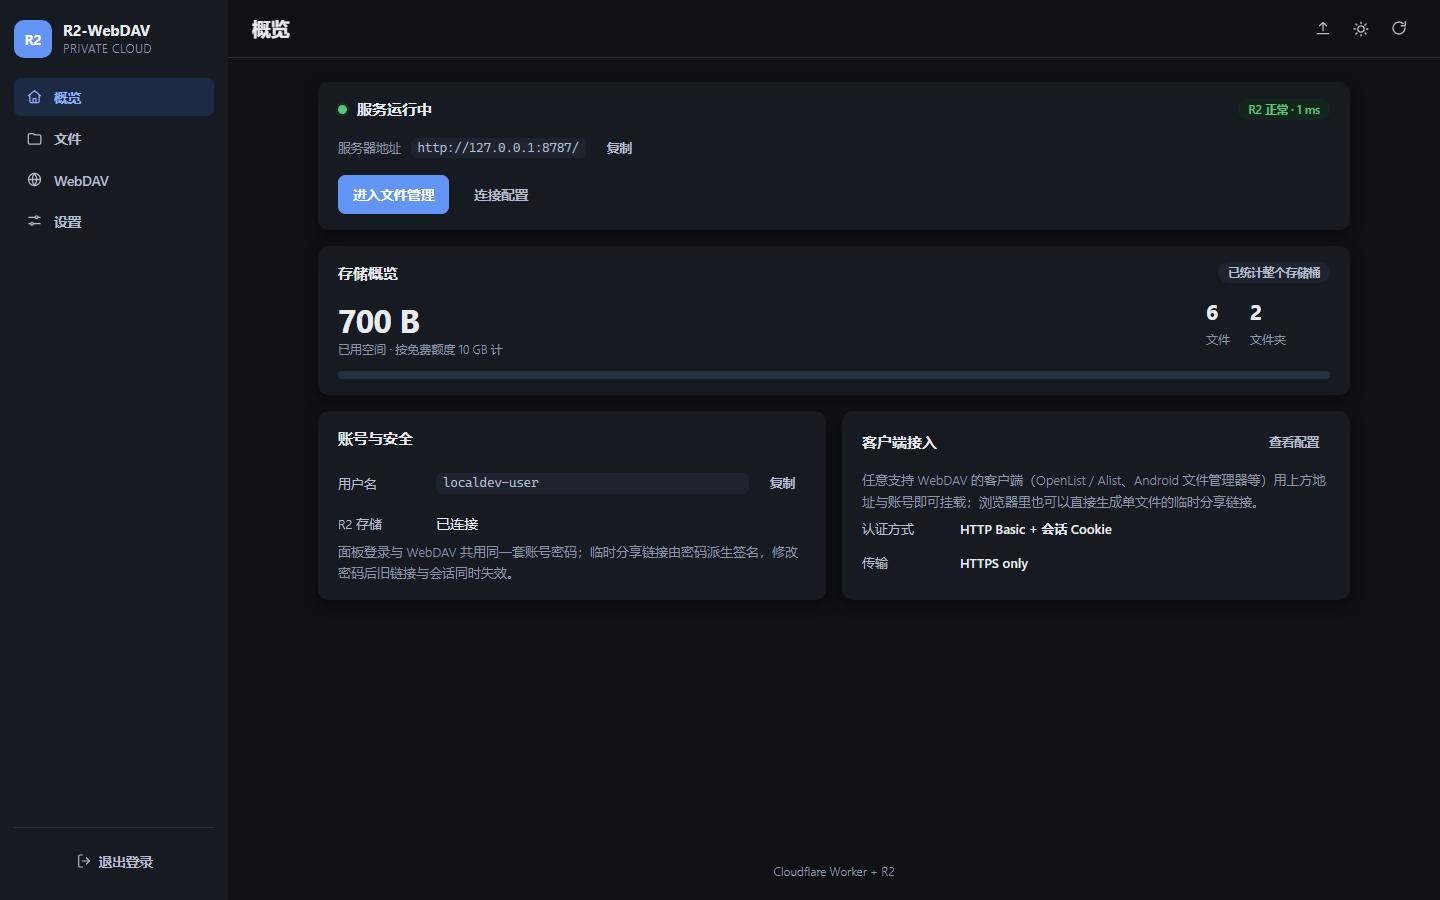 R2
R2-WebDAV
PRIVATE CLOUD
概览
文件
WebDAV
设置
退出登录
概览
服务运行中
R2 正常 · 1 ms
服务器地址 http://127.0.0.1:8787/ 复制
进入文件管理 连接配置
存储概览
已统计整个存储桶
700 B
已用空间 · 按免费额度 10 GB 计
6 2
文件 文件夹
账号与安全
用户名 localdev-user 复制
R2 存储 已连接
面板登录与 WebDAV 共用同一套账号密码；临时分享链接由密码派生签名，修改
密码后旧链接与会话同时失效。
客户端接入
查看配置
任意支持 WebDAV 的客户端（OpenList / Alist、Android 文件管理器等）用上方地
址与账号即可挂载；浏览器里也可以直接生成单文件的临时分享链接。
认证方式 HTTP Basic + 会话 Cookie
传输 HTTPS only
Cloudflare Worker + R2